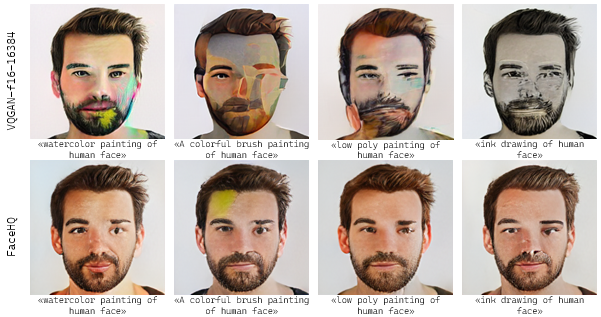 VQGAN-f16-16384
«watercolor painting of
human face»
«A colorful brush painting
of human face»
«low poly painting of
human face»
«ink drawing of human
face»
FaceHQ
«watercolor painting of
human face»
«A colorful brush painting
of human face»
«low poly painting of
human face»
«ink drawing of human
face»